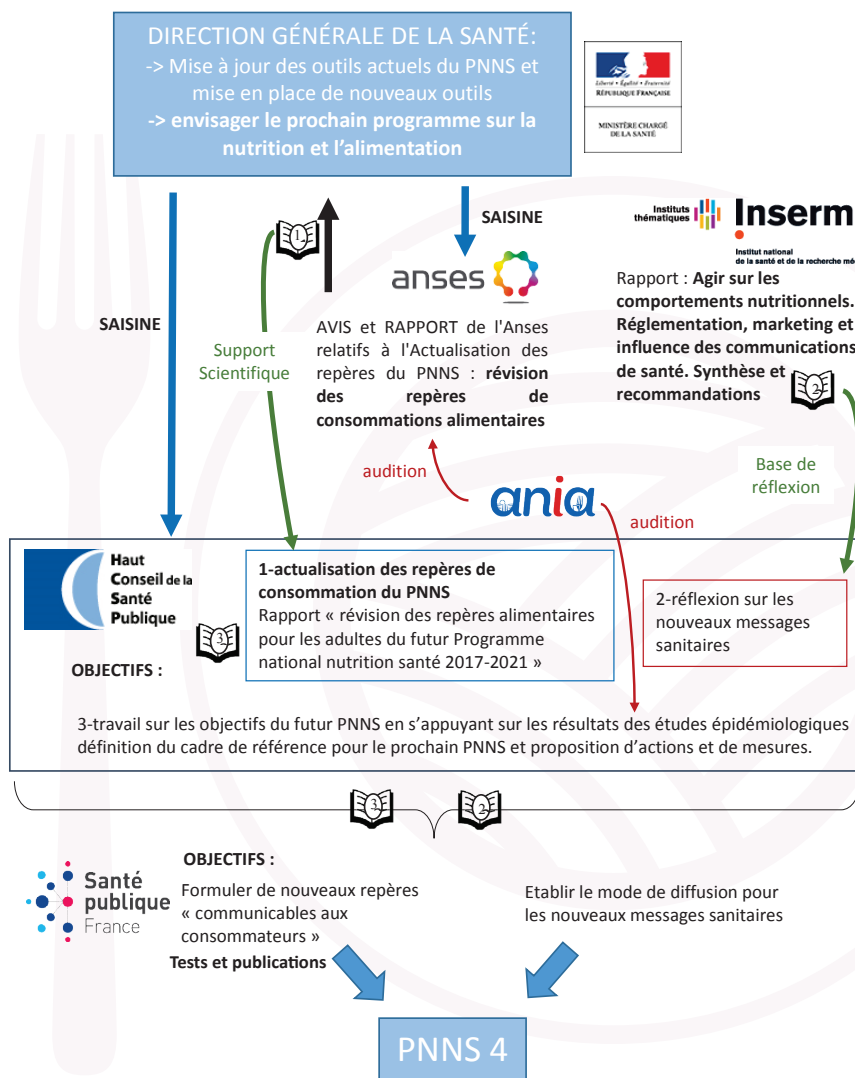 DIRECTION GÉNÉRALE DE LA SANTÉ:
-> Mise à jour des outils actuels du PNNS et
mise en place de nouveaux outils
-> envisager le prochain programme sur la
nutrition et l'alimentation
Liberté • Égalité • Fraternité
RÉPUBLIQUE FRANÇAISE
MINISTÈRE CHARGÉ
DE LA SANTÉ
SAISINE
1
SAISINE
anses
Instituts
thématiques
Inserm
Institut national
de la santé et de la recherche mé
Rapport : Agir sur les
comportements nutritionnels.
Réglementation, marketing et
influence des communications
de santé. Synthèse et
recommandations
2
Support
Scientifique
AVIS et RAPPORT de l'Anses
relatifs à l'Actualisation des
repères du PNNS : révision
des repères de
consommations alimentaires
audition
ania
audition
Base de
réflexion
Haut
Conseil de la
Santé
Publique
3
OBJECTIFS :
1-actualisation des repères de
consommation du PNNS
Rapport « révision des repères alimentaires
pour les adultes du futur Programme
national nutrition santé 2017-2021 »
2-réflexion sur les
nouveaux messages
sanitaires
3-travail sur les objectifs du futur PNNS en s'appuyant sur les résultats des études épidémiologiques
définition du cadre de référence pour le prochain PNNS et proposition d'actions et de mesures.
3
2
Santé
publique
France
OBJECTIFS :
Formuler de nouveaux repères
« communicables aux
consommateurs »
Tests et publications
Etablir le mode de diffusion pour
les nouveaux messages sanitaires
PNNS 4